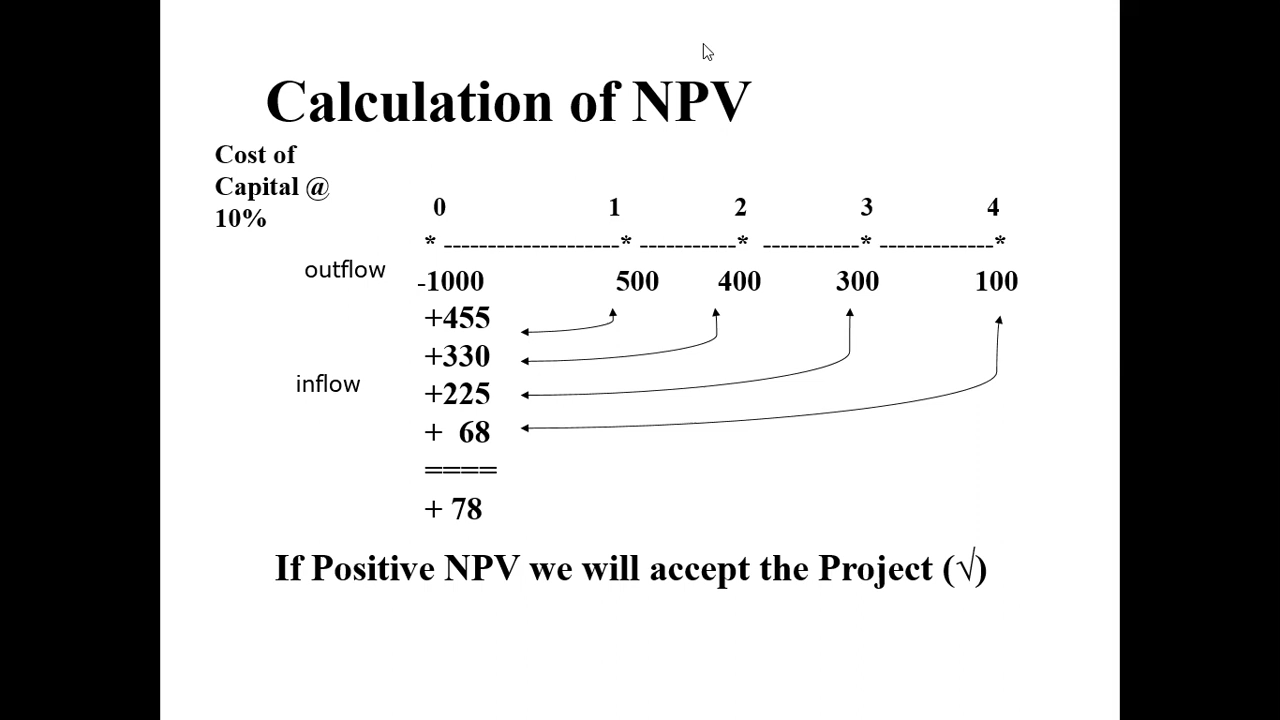 Calculation of NPV
Cost of
Capital @
10%
0 1 2 3 4
* --------------------* -----------* -----------* -------------*
outflow
-1000 500 400 300 100
+455
+330
inflow
+225
+ 68
====
+ 78
If Positive NPV we will accept the Project (√)